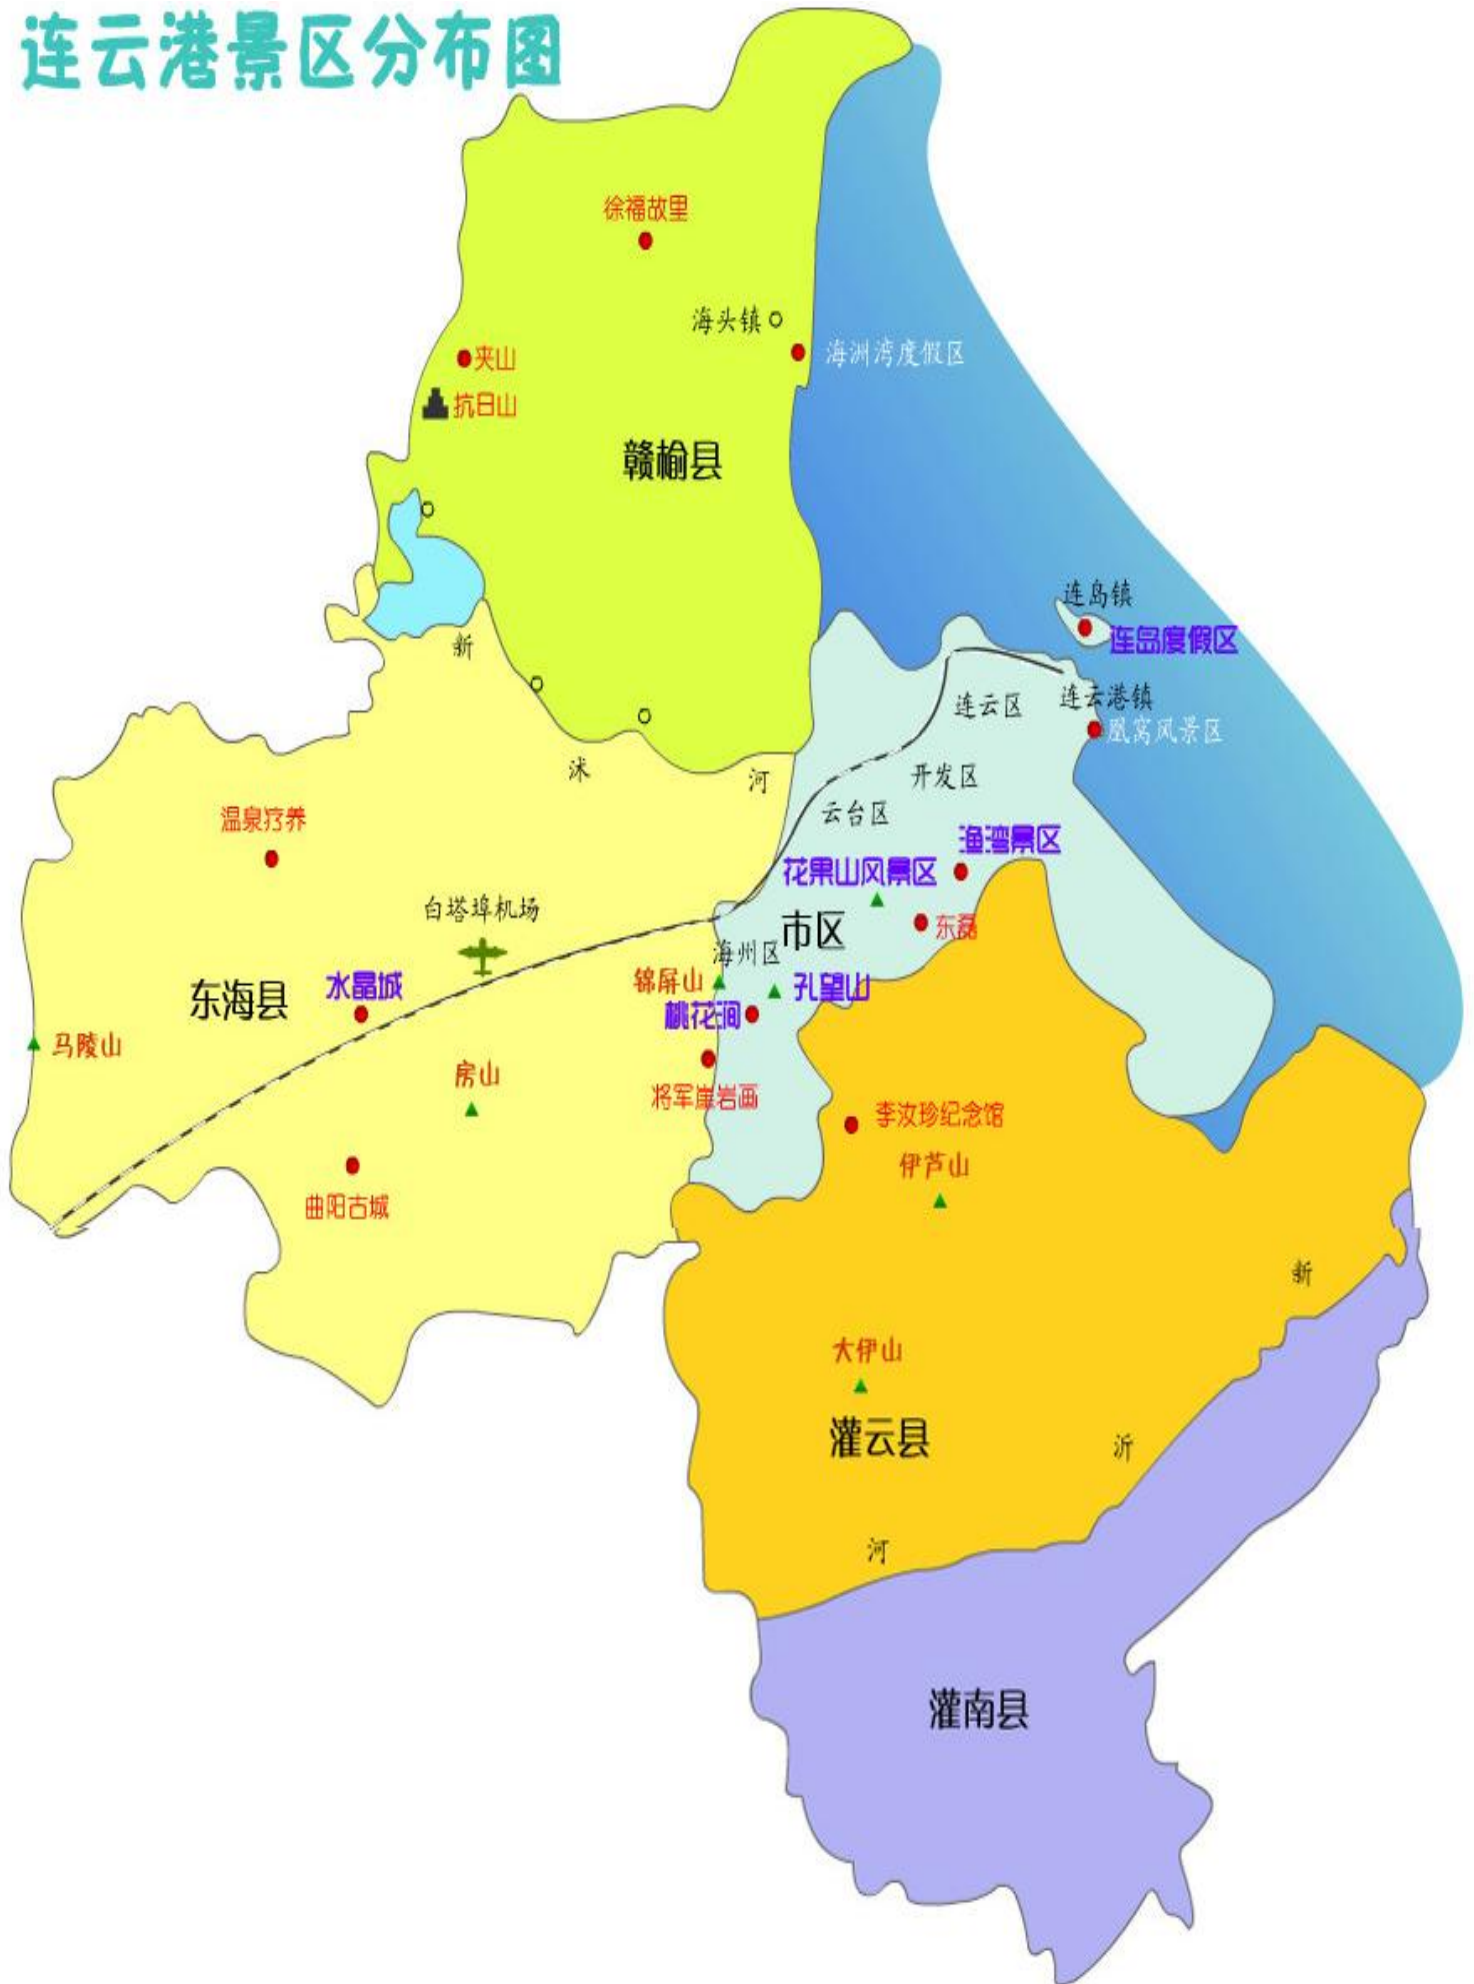 连云港景区分布图
徐福故里
海头镇
海洲湾度假区
夹山
抗日山
赣榆县
连岛镇
连岛度假区
新
连云港镇
连云区
凰窝风景区
沭
河
开发区
云台区
温泉疗养
渔湾景区
花果山风景区
白塔埠机场
市区
东磊
海州区
水晶城
锦屏山
孔望山
东海县
桃花涧
马陵山
房山
将军崖岩画
李汝珍纪念馆
伊芦山
曲阳古城
新
大伊山
灌云县
沂
河
灌南县